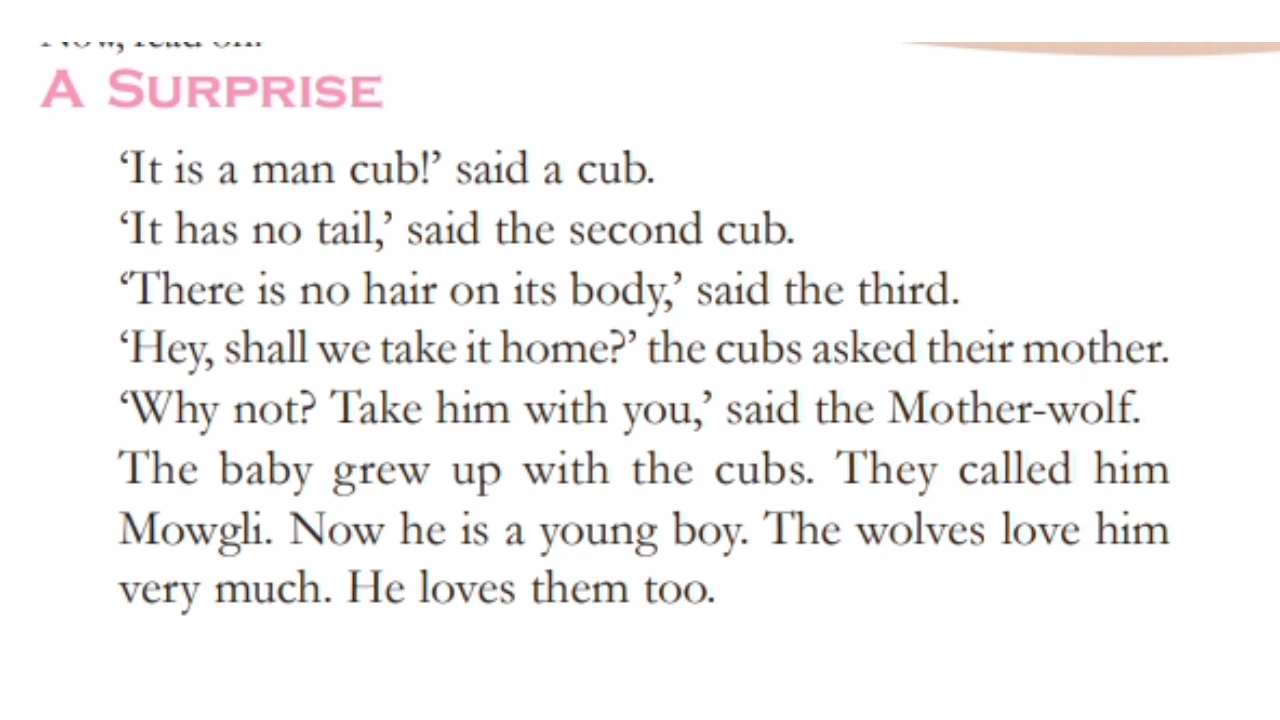 Now, read on.
A SURPRISE
‘It is a man cub!’ said a cub.
‘It has no tail,’ said the second cub.
‘There is no hair on its body,’ said the third.
‘Hey, shall we take it home?’ the cubs asked their mother.
‘Why not? Take him with you,’ said the Mother-wolf.
The baby grew up with the cubs. They called him
Mowgli. Now he is a young boy. The wolves love him
very much. He loves them too.